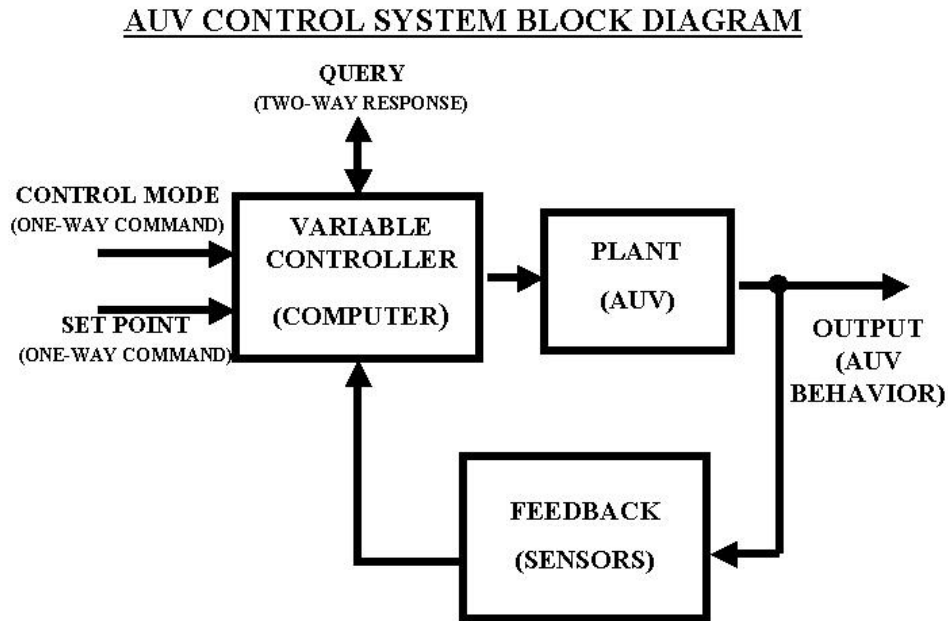 AUV CONTROL SYSTEM BLOCK DIAGRAM
QUERY
(TWO-WAY RESPONSE)
CONTROL MODE
(ONE-WAY COMMAND)
VARIABLE
CONTROLLER
(COMPUTER)
SET POINT
(ONE-WAY COMMAND)
PLANT
(AUV)
OUTPUT
(AUV
BEHAVIOR)
FEEDBACK
(SENSORS)